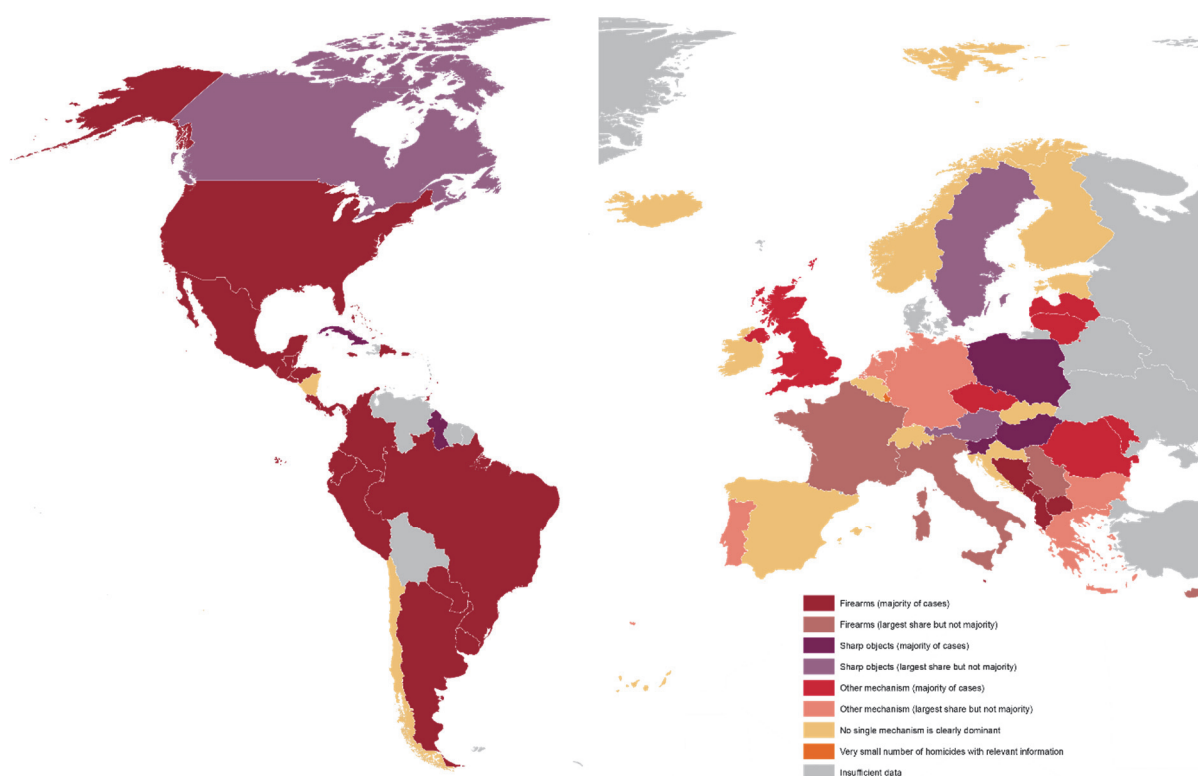 Firearms (majority of cases)
Firearms (largest share but not majority)
Sharp objects (majority of cases)
Sharp objects (largest share but not majority)
Other mechanism (majority of cases)
Other mechanism (largest share but not majority)
No single mechanism is clearly dominant
Very small number of homicides with relevant information
Insufficient data